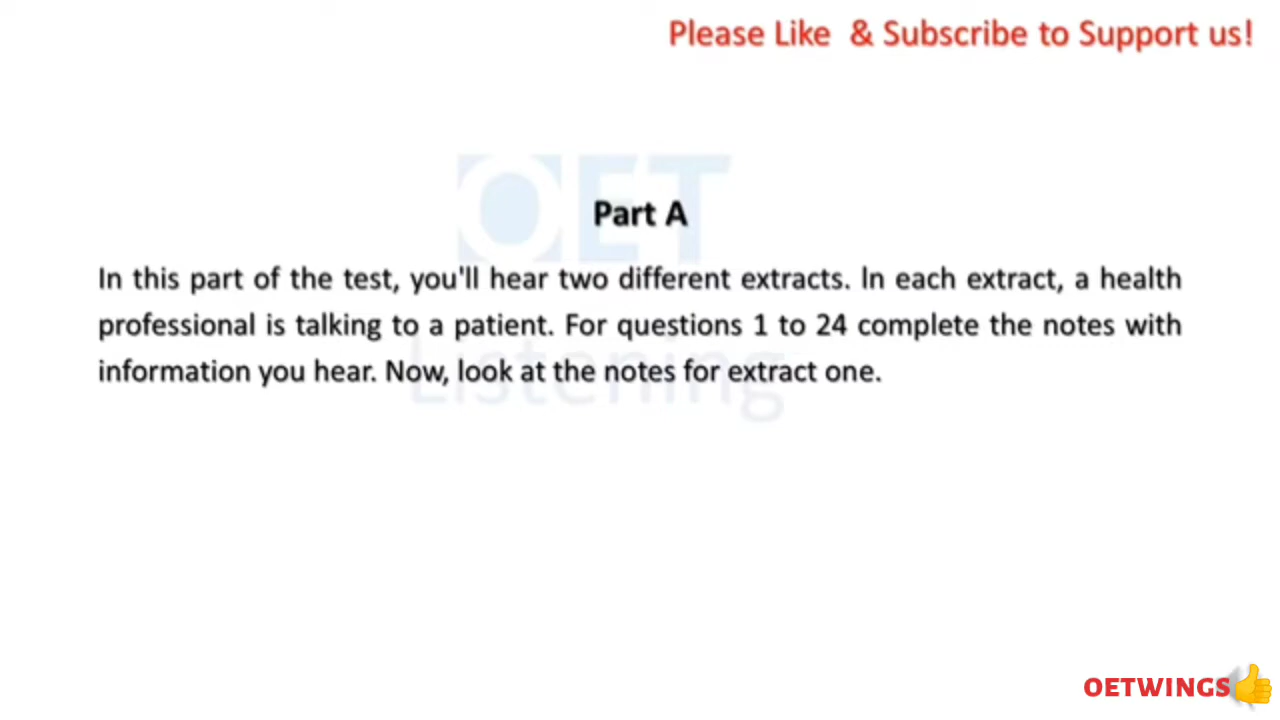 Please Like & Subscribe to Support us!
OET
Part A
In this part of the test, you'll hear two different extracts. In each extract, a health
professional is talking to a patient. For questions 1 to 24 complete the notes with
information you hear. Now, look at the notes for extract one.
Listening
OETWINGS